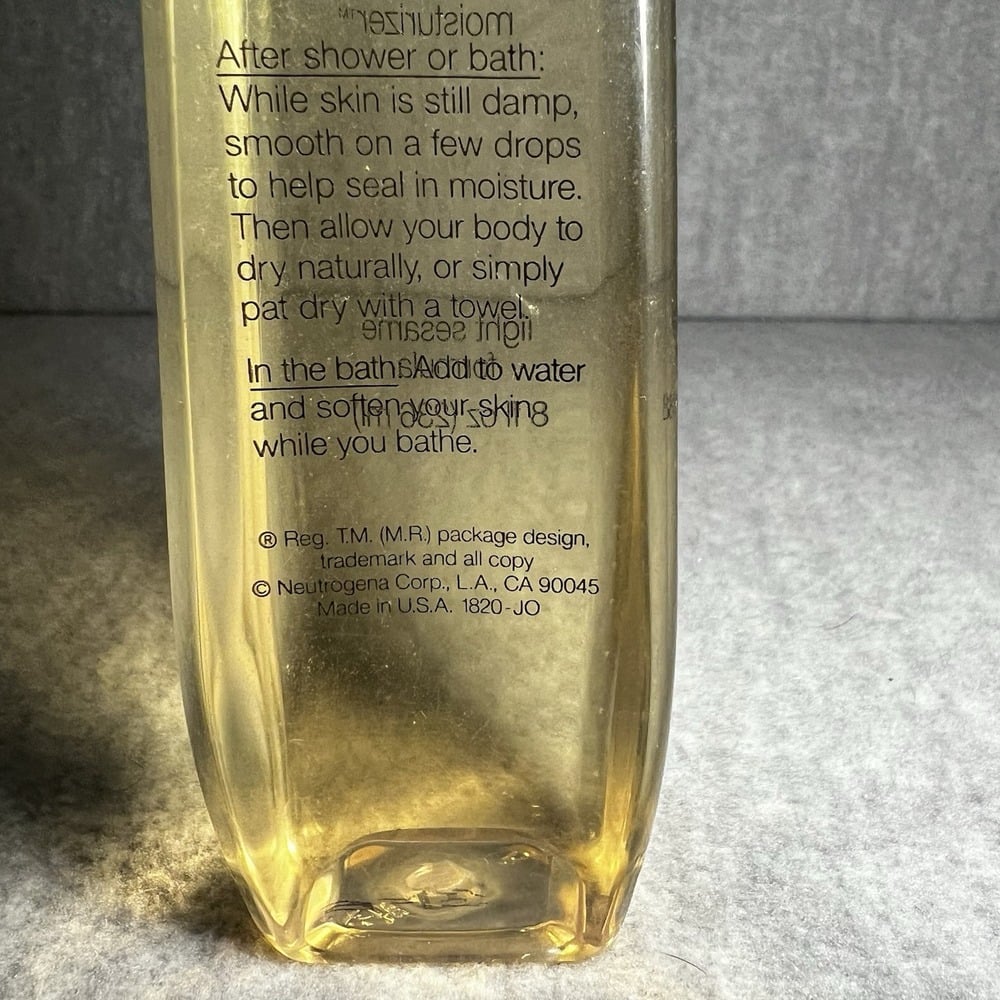 moisturizer™
After shower or bath:
While skin is still damp,
smooth on a few drops
to help seal in moisture.
Then allow your body to
dry naturally, or simply
pat dry with a towel.
light sesame
formula
In the bath: Add to water
8 fl oz (236 ml)
and soften your skin
while you bathe.
® Reg. T.M. (M.R.) package design,
trademark and all copy
© Neutrogena Corp., L.A., CA 90045
Made in U.S.A. 1820-JO